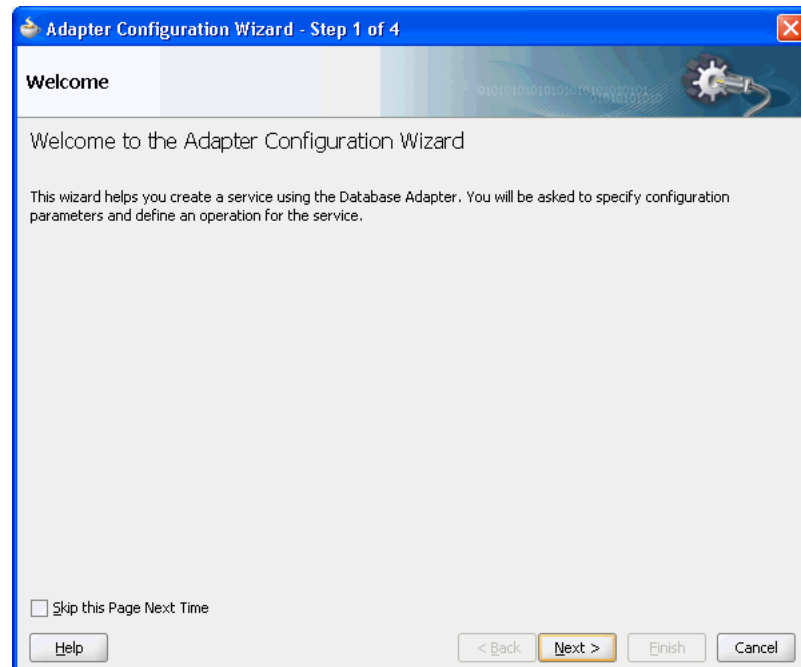 Adapter Configuration Wizard - Step 1 of 4
Welcome
Welcome to the Adapter Configuration Wizard
This wizard helps you create a service using the Database Adapter. You will be asked to specify configuration
parameters and define an operation for the service.
Skip this Page Next Time
Help
< Back
Next >
Finish
Cancel